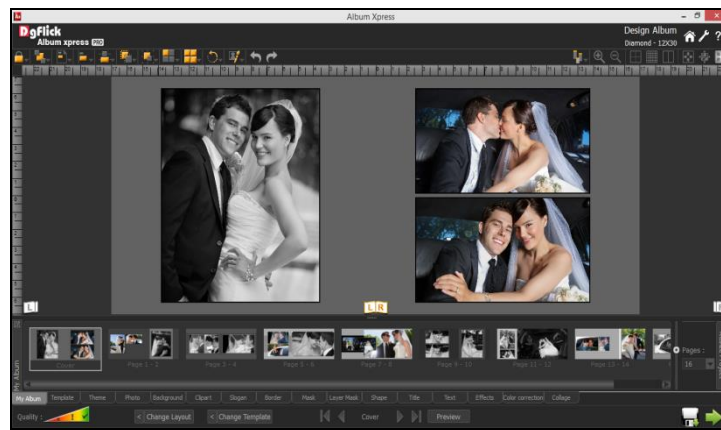 Album Xpress
DgFlick
Album xpress PRO
Design Album
Diamond - 12X30
?
L
L R
My Album
Cover
Page 1 - 2
Page 3 - 4
Page 5 - 6
Page 7 - 8
Page 9 - 10
Page 11 - 12
Page 13 - 14
Pages :
16
My Album Template Theme Photo Background Clipart Slogan Border Mask Layer Mask Shape Title Text Effects Color correction Collage
Quality : 1 < Change Layout < Change Template Cover Preview